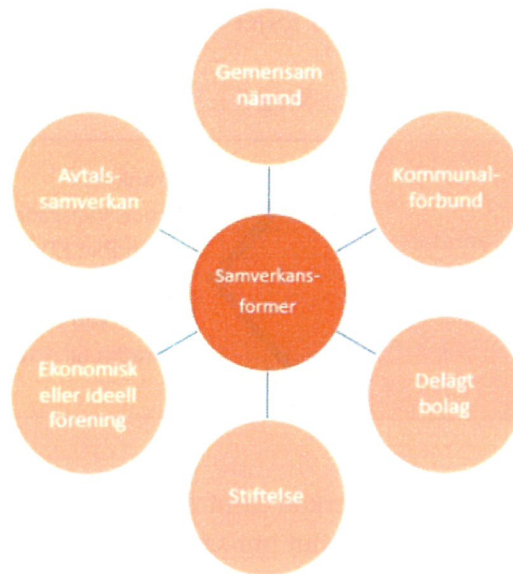 Gemensam
nämnd
Kommunal-
förbund
Delägt
bolag
Stiftelse
Ekonomisk
eller ideell
förening
Avtals-
samverkan
Samverkans-
former